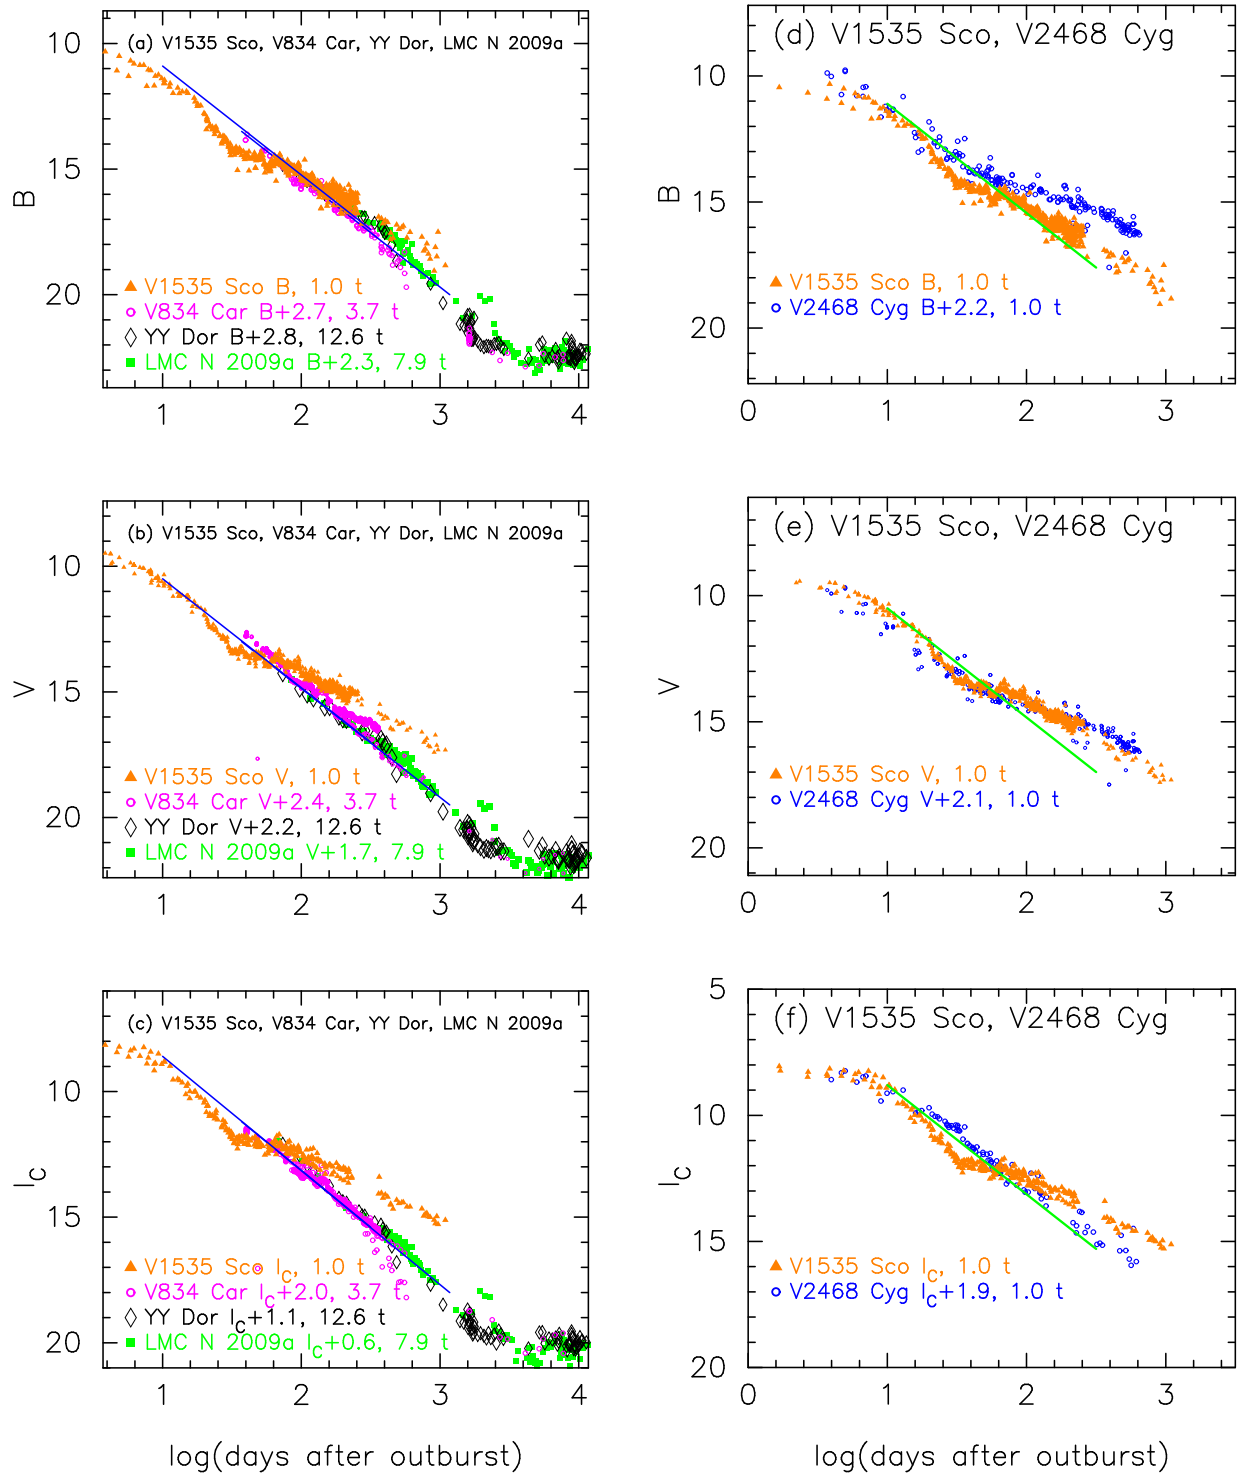 (a) V1535 Sco, V834 Car, YY Dor, LMC N 2009a
10
15
20
B
V1535 Sco B, 1.0 t
V834 Car B+2.7, 3.7 t
YY Dor B+2.8, 12.6 t
LMC N 2009a B+2.3, 7.9 t
1 2 3 4
(d) V1535 Sco, V2468 Cyg
10
15
20
B
V1535 Sco B, 1.0 t
V2468 Cyg B+2.2, 1.0 t
0 1 2 3
(b) V1535 Sco, V834 Car, YY Dor, LMC N 2009a
10
15
20
V
V1535 Sco V, 1.0 t
V834 Car V+2.4, 3.7 t
YY Dor V+2.2, 12.6 t
LMC N 2009a V+1.7, 7.9 t
1 2 3 4
(e) V1535 Sco, V2468 Cyg
10
15
20
V
V1535 Sco V, 1.0 t
V2468 Cyg V+2.1, 1.0 t
0 1 2 3
(c) V1535 Sco, V834 Car, YY Dor, LMC N 2009a
10
15
20
I_C
V1535 Sco I_C, 1.0 t
V834 Car I_C+2.0, 3.7 t
YY Dor I_C+1.1, 12.6 t
LMC N 2009a I_C+0.6, 7.9 t
1 2 3 4
log(days after outburst)
(f) V1535 Sco, V2468 Cyg
5
10
15
20
I_C
V1535 Sco I_C, 1.0 t
V2468 Cyg I_C+1.9, 1.0 t
0 1 2 3
log(days after outburst)